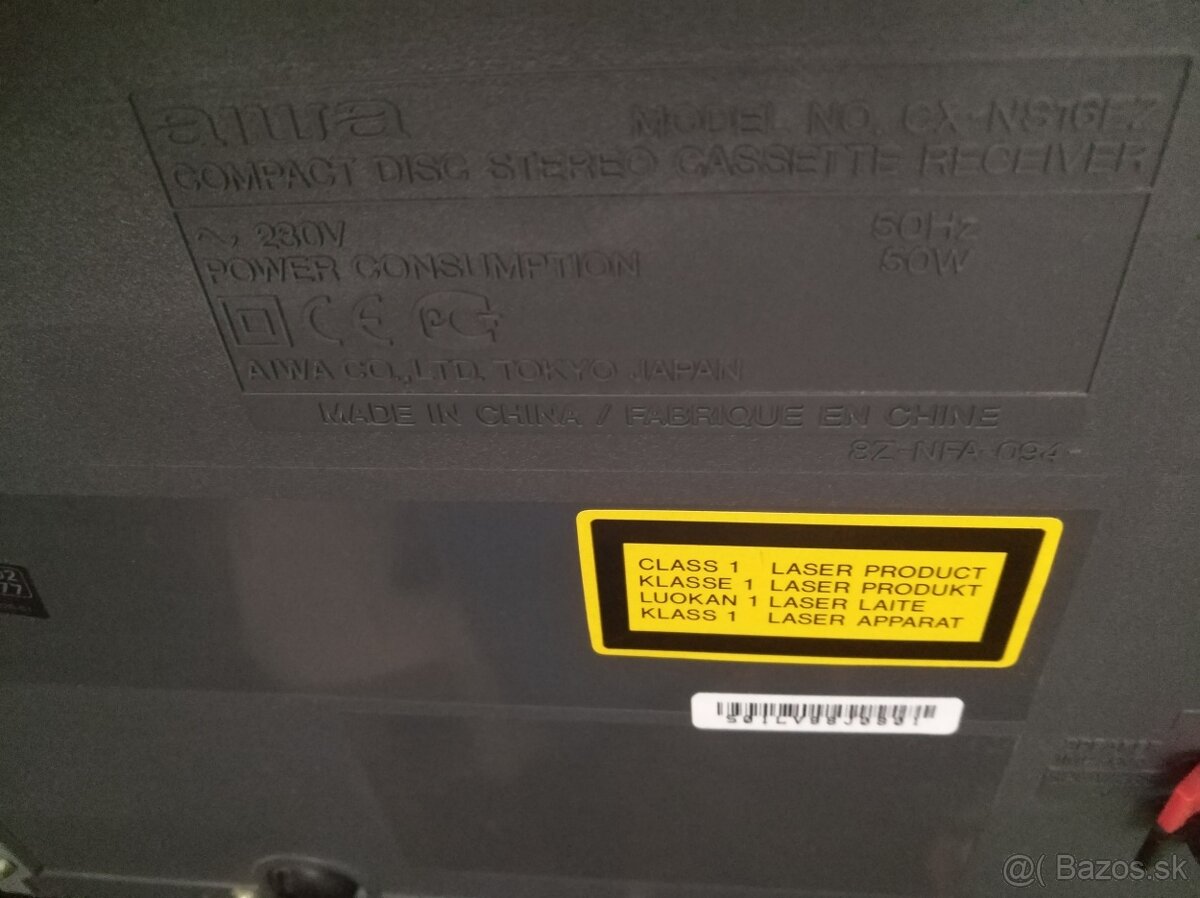 aiwa MODEL NO. CX-NS16EZ
COMPACT DISC STEREO CASSETTE RECEIVER
~ 230V 50Hz
POWER CONSUMPTION 50W
CE
AIWA CO.,LTD. TOKYO JAPAN
MADE IN CHINA / FABRIQUE EN CHINE
8Z-NFA-094
CLASS 1 LASER PRODUCT
KLASSE 1 LASER PRODUKT
LUOKAN 1 LASER LAITE
KLASS 1 LASER APPARAT
@( Bazos.sk